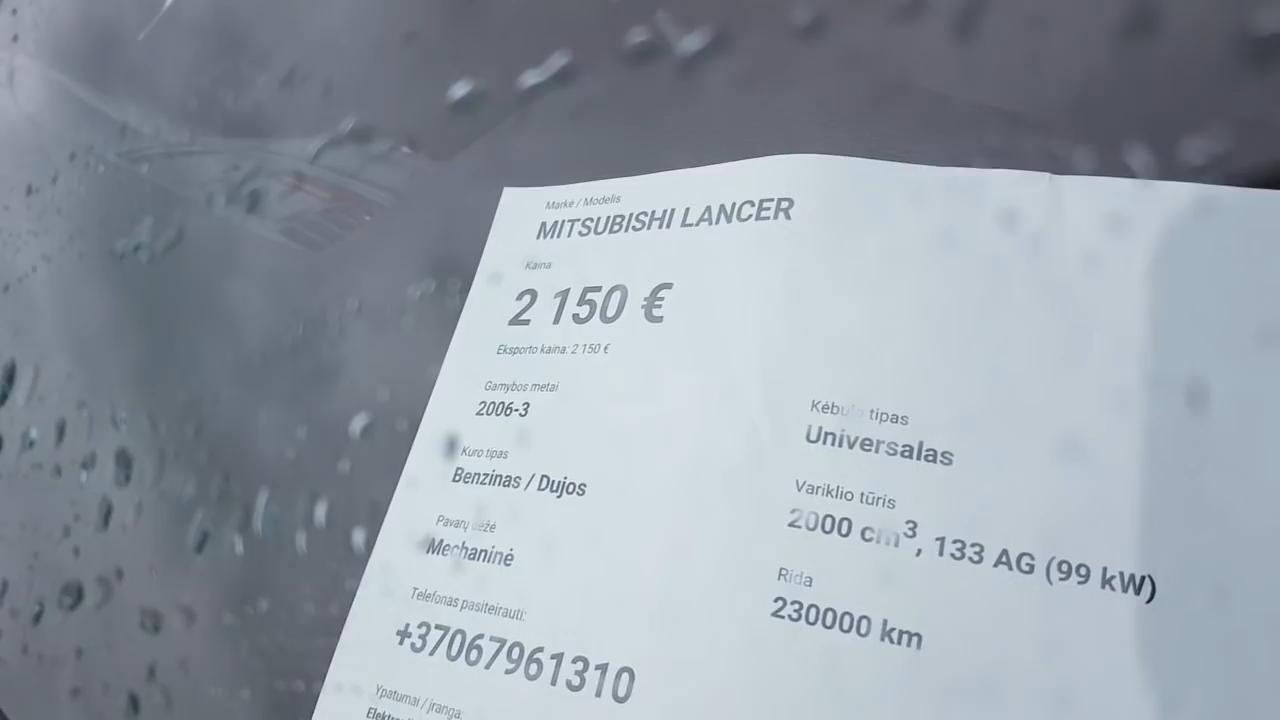 Markė / Modelis
MITSUBISHI LANCER
Kaina
2 150 €
Eksporto kaina: 2 150 €
Gamybos metai
2006-3
Kuro tipas
Benzinas / Dujos
Pavarų dėžė
Mechaninė
Telefonas pasiteirauti:
+37067961310
Ypatumai / įranga:
Kėbulo tipas
Universalas
Variklio tūris
2000 cm³, 133 AG (99 kW)
Rida
230000 km